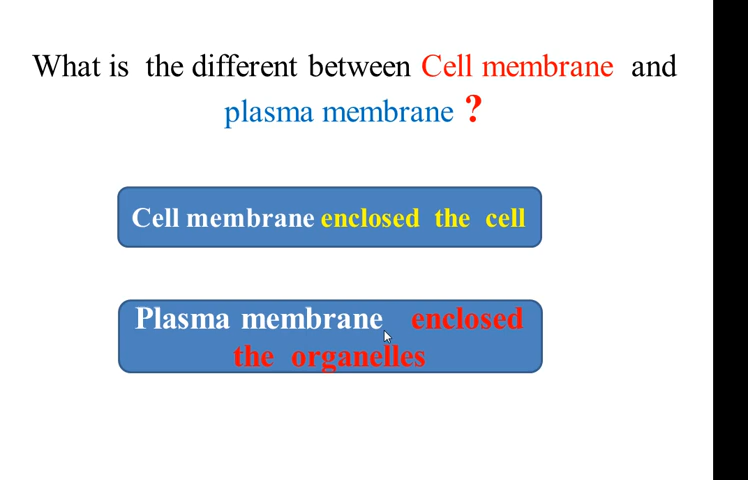 What is the different between Cell membrane and
plasma membrane ?
Cell membrane enclosed the cell
Plasma membrane enclosed
the organelles